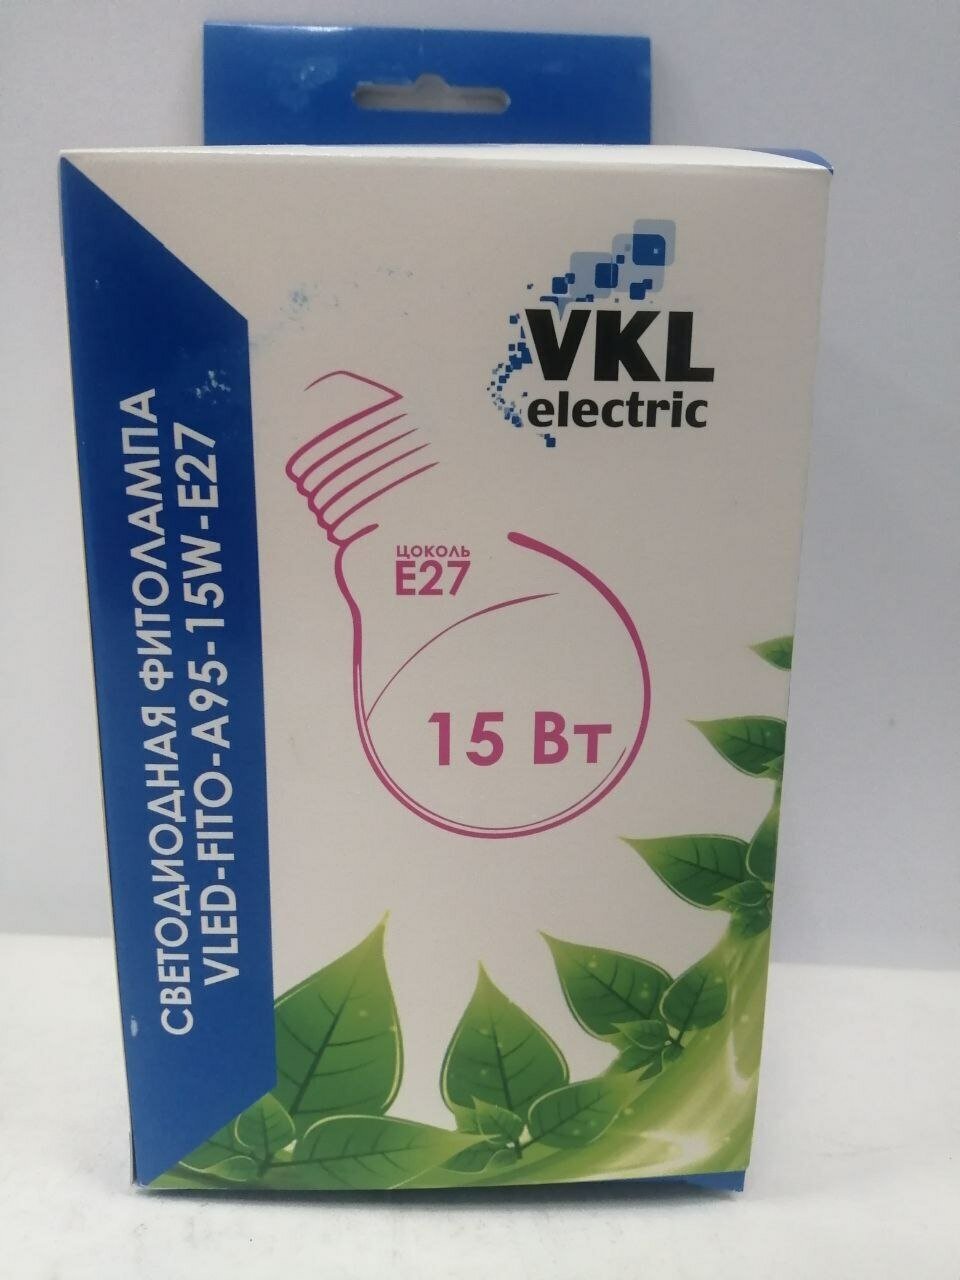 VKL
electric
СВЕТОДИОДНАЯ ФИТОЛАМПА
VLED-FITO-A95-15W-E27
ЦОКОЛЬ
E27
15 Вт